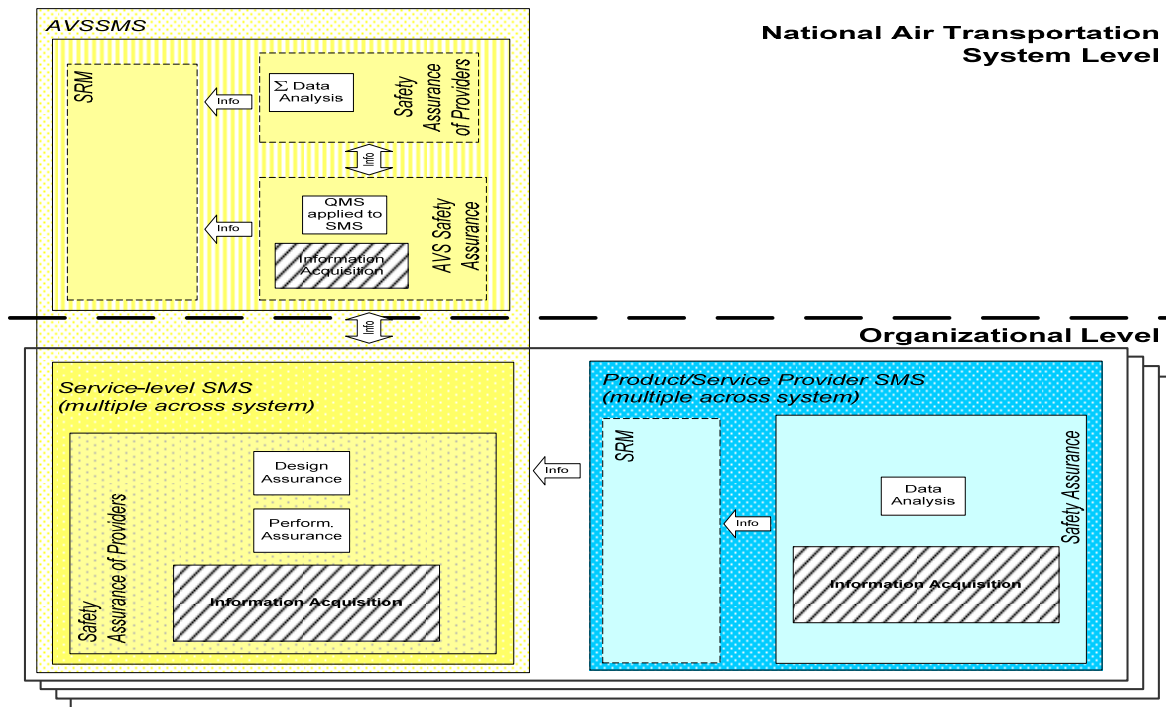 AVSSMS
National Air Transportation
System Level
SRM
Info
Σ Data
Analysis
Safety
Assurance
of Providers
Info
Info
QMS
applied to
SMS
Information
Acquisition
AVS Safety
Assurance
Info
Organizational Level
Service-level SMS
(multiple across system)
Safety
Assurance of Providers
Design
Assurance
Perform.
Assurance
Information Acquisition
Info
Product/Service Provider SMS
(multiple across system)
SRM
Info
Data
Analysis
Information Acquisition
Safety Assurance